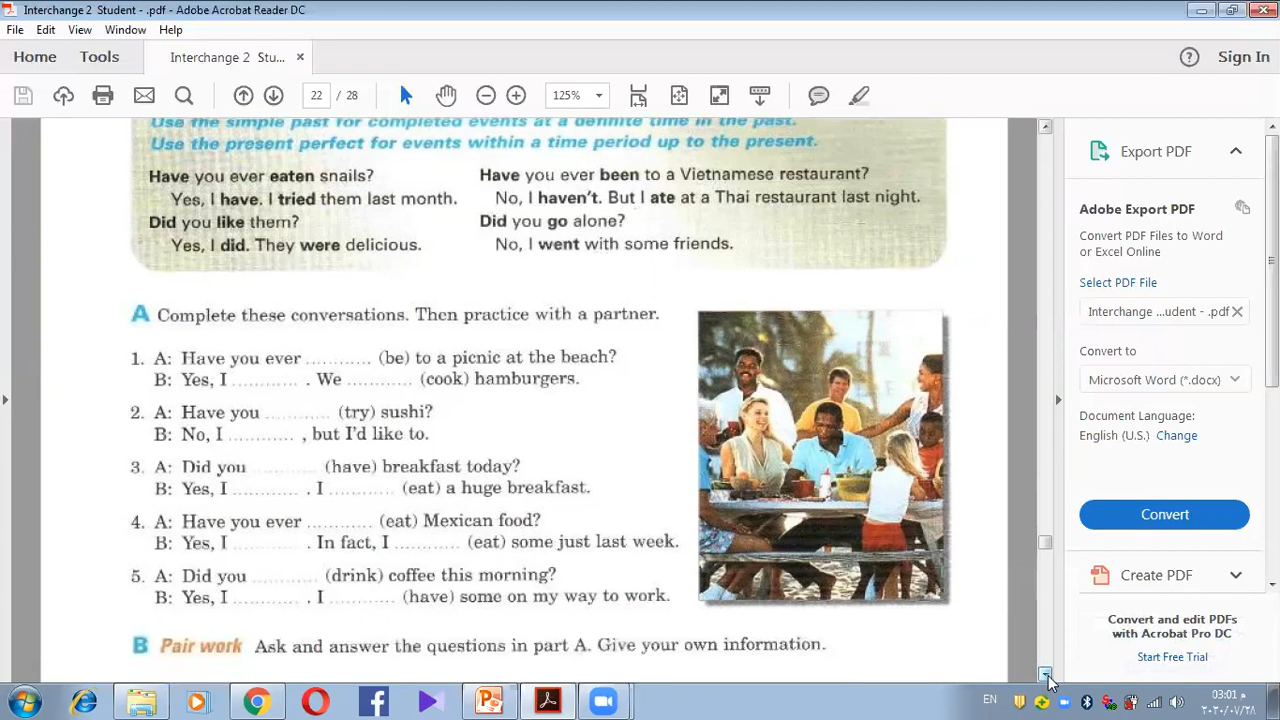 Interchange 2 Student - .pdf - Adobe Acrobat Reader DC
File Edit View Window Help
Home Tools Interchange 2 Stu... × Sign In
22 / 28 125%
Use the simple past for completed events at a definite time in the past.
Use the present perfect for events within a time period up to the present.
Have you ever eaten snails?
Yes, I have. I tried them last month.
Did you like them?
Yes, I did. They were delicious.
Have you ever been to a Vietnamese restaurant?
No, I haven't. But I ate at a Thai restaurant last night.
Did you go alone?
No, I went with some friends.
A Complete these conversations. Then practice with a partner.
1. A: Have you ever ........... (be) to a picnic at the beach?
B: Yes, I ........... . We ........... (cook) hamburgers.
2. A: Have you ........... (try) sushi?
B: No, I ........... , but I'd like to.
3. A: Did you ........... (have) breakfast today?
B: Yes, I ........... . I ........... (eat) a huge breakfast.
4. A: Have you ever ........... (eat) Mexican food?
B: Yes, I ........... . In fact, I ........... (eat) some just last week.
5. A: Did you ........... (drink) coffee this morning?
B: Yes, I ........... . I ........... (have) some on my way to work.
B Pair work Ask and answer the questions in part A. Give your own information.
Export PDF
Adobe Export PDF
Convert PDF Files to Word
or Excel Online
Select PDF File
Interchange ...udent - .pdf ×
Convert to
Microsoft Word (*.docx)
Document Language:
English (U.S.) Change
Convert
Create PDF
Convert and edit PDFs
with Acrobat Pro DC
Start Free Trial
EN
03:01 م
٢٠٢٠/٠٧/٢٨